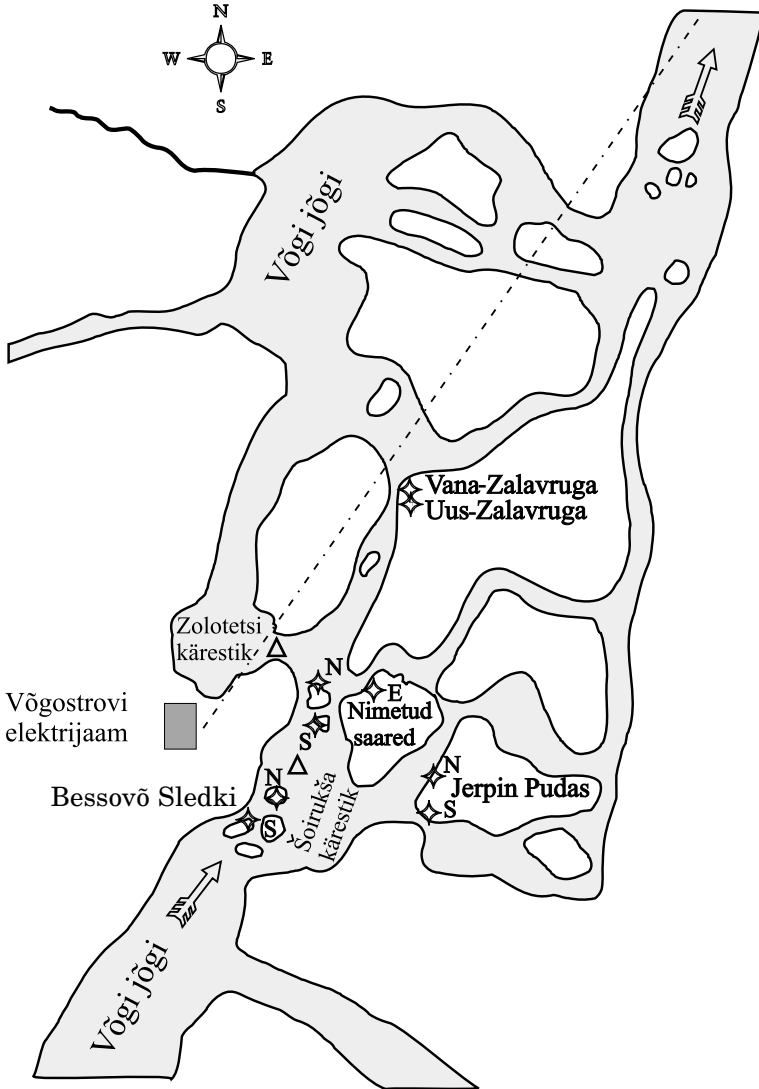 N
W E
S
Võgi jõgi
Vana-Zalavruga
Uus-Zalavruga
Zolotetsi
kärestik
N
E
Nimetud
saared
Võgostrovi
elektrijaam
S
N
Jerpin Pudas
S
N
Bessovõ Sledki
S
Šoirukša
kärestik
Võgi jõgi